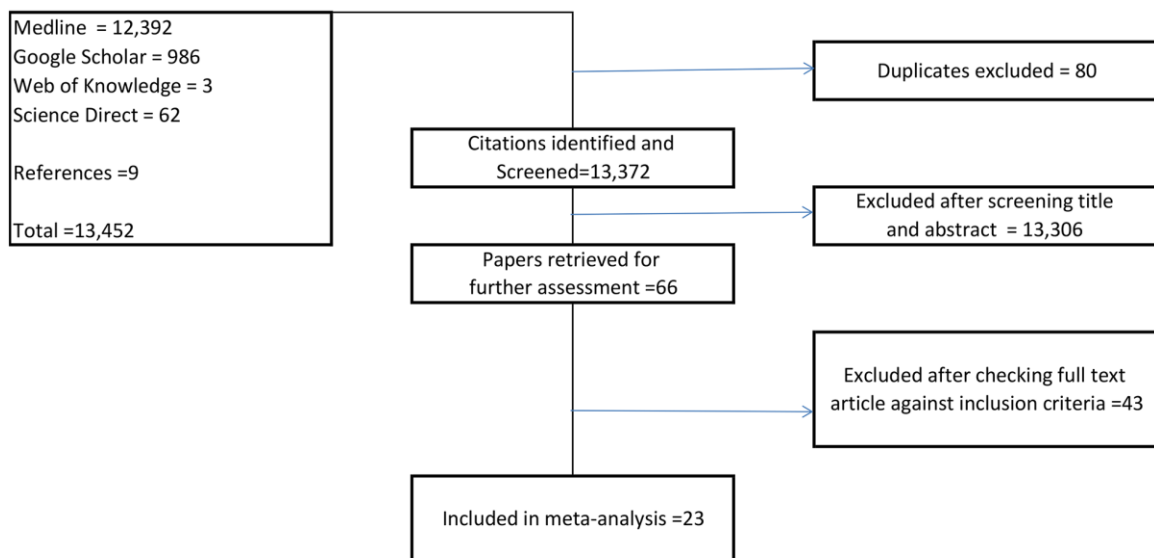 Medline = 12,392
Google Scholar = 986
Web of Knowledge = 3
Science Direct = 62
References =9
Total =13,452
Duplicates excluded = 80
Citations identified and
Screened=13,372
Excluded after screening title
and abstract = 13,306
Papers retrieved for
further assessment =66
Excluded after checking full text
article against inclusion criteria =43
Included in meta-analysis =23